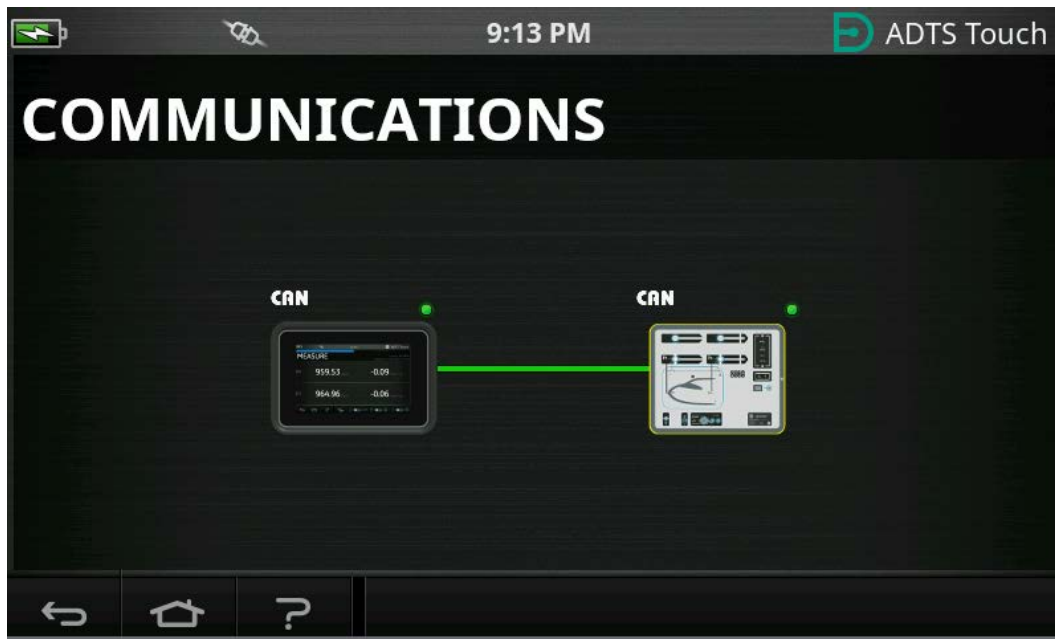 9:13 PM
ADTS Touch
COMMUNICATIONS
CAN
CAN
MEASURE
959.53
-0.09
964.96
-0.06